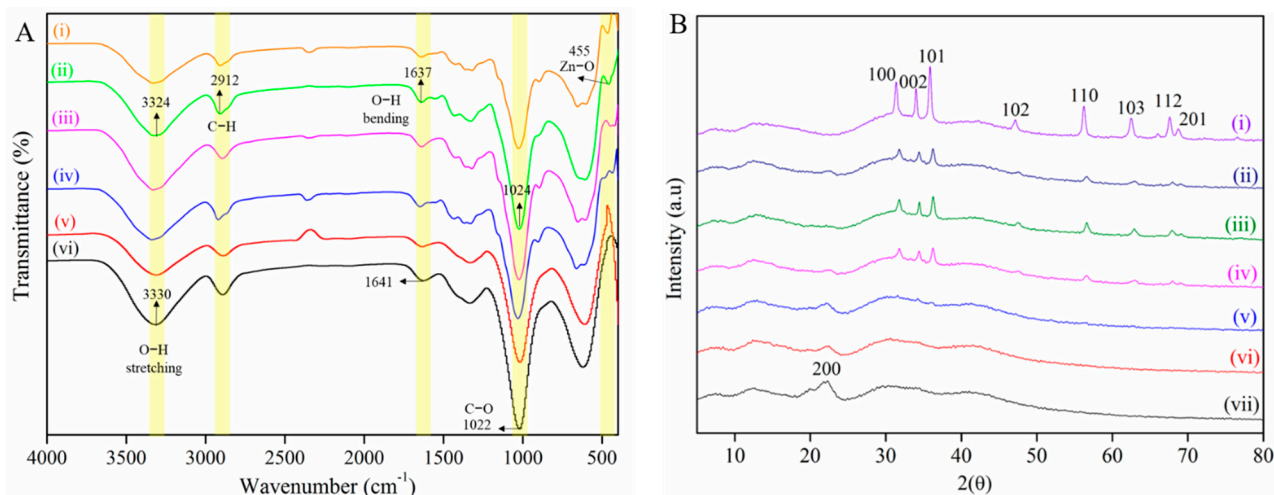 A
(i)
(ii)
(iii)
(iv)
(v)
(vi)
3324
2912
C−H
1637
O−H
bending
455
Zn−O
1024
3330
O−H
stretching
1641
C−O
1022
4000
3500
3000
2500
2000
1500
1000
500
Wavenumber (cm⁻¹)
Transmittance (%)
B
100
002
101
102
110
103
112
201
(i)
(ii)
(iii)
(iv)
(v)
(vi)
200
(vii)
10
20
30
40
50
60
70
80
2(θ)
Intensity (a.u)